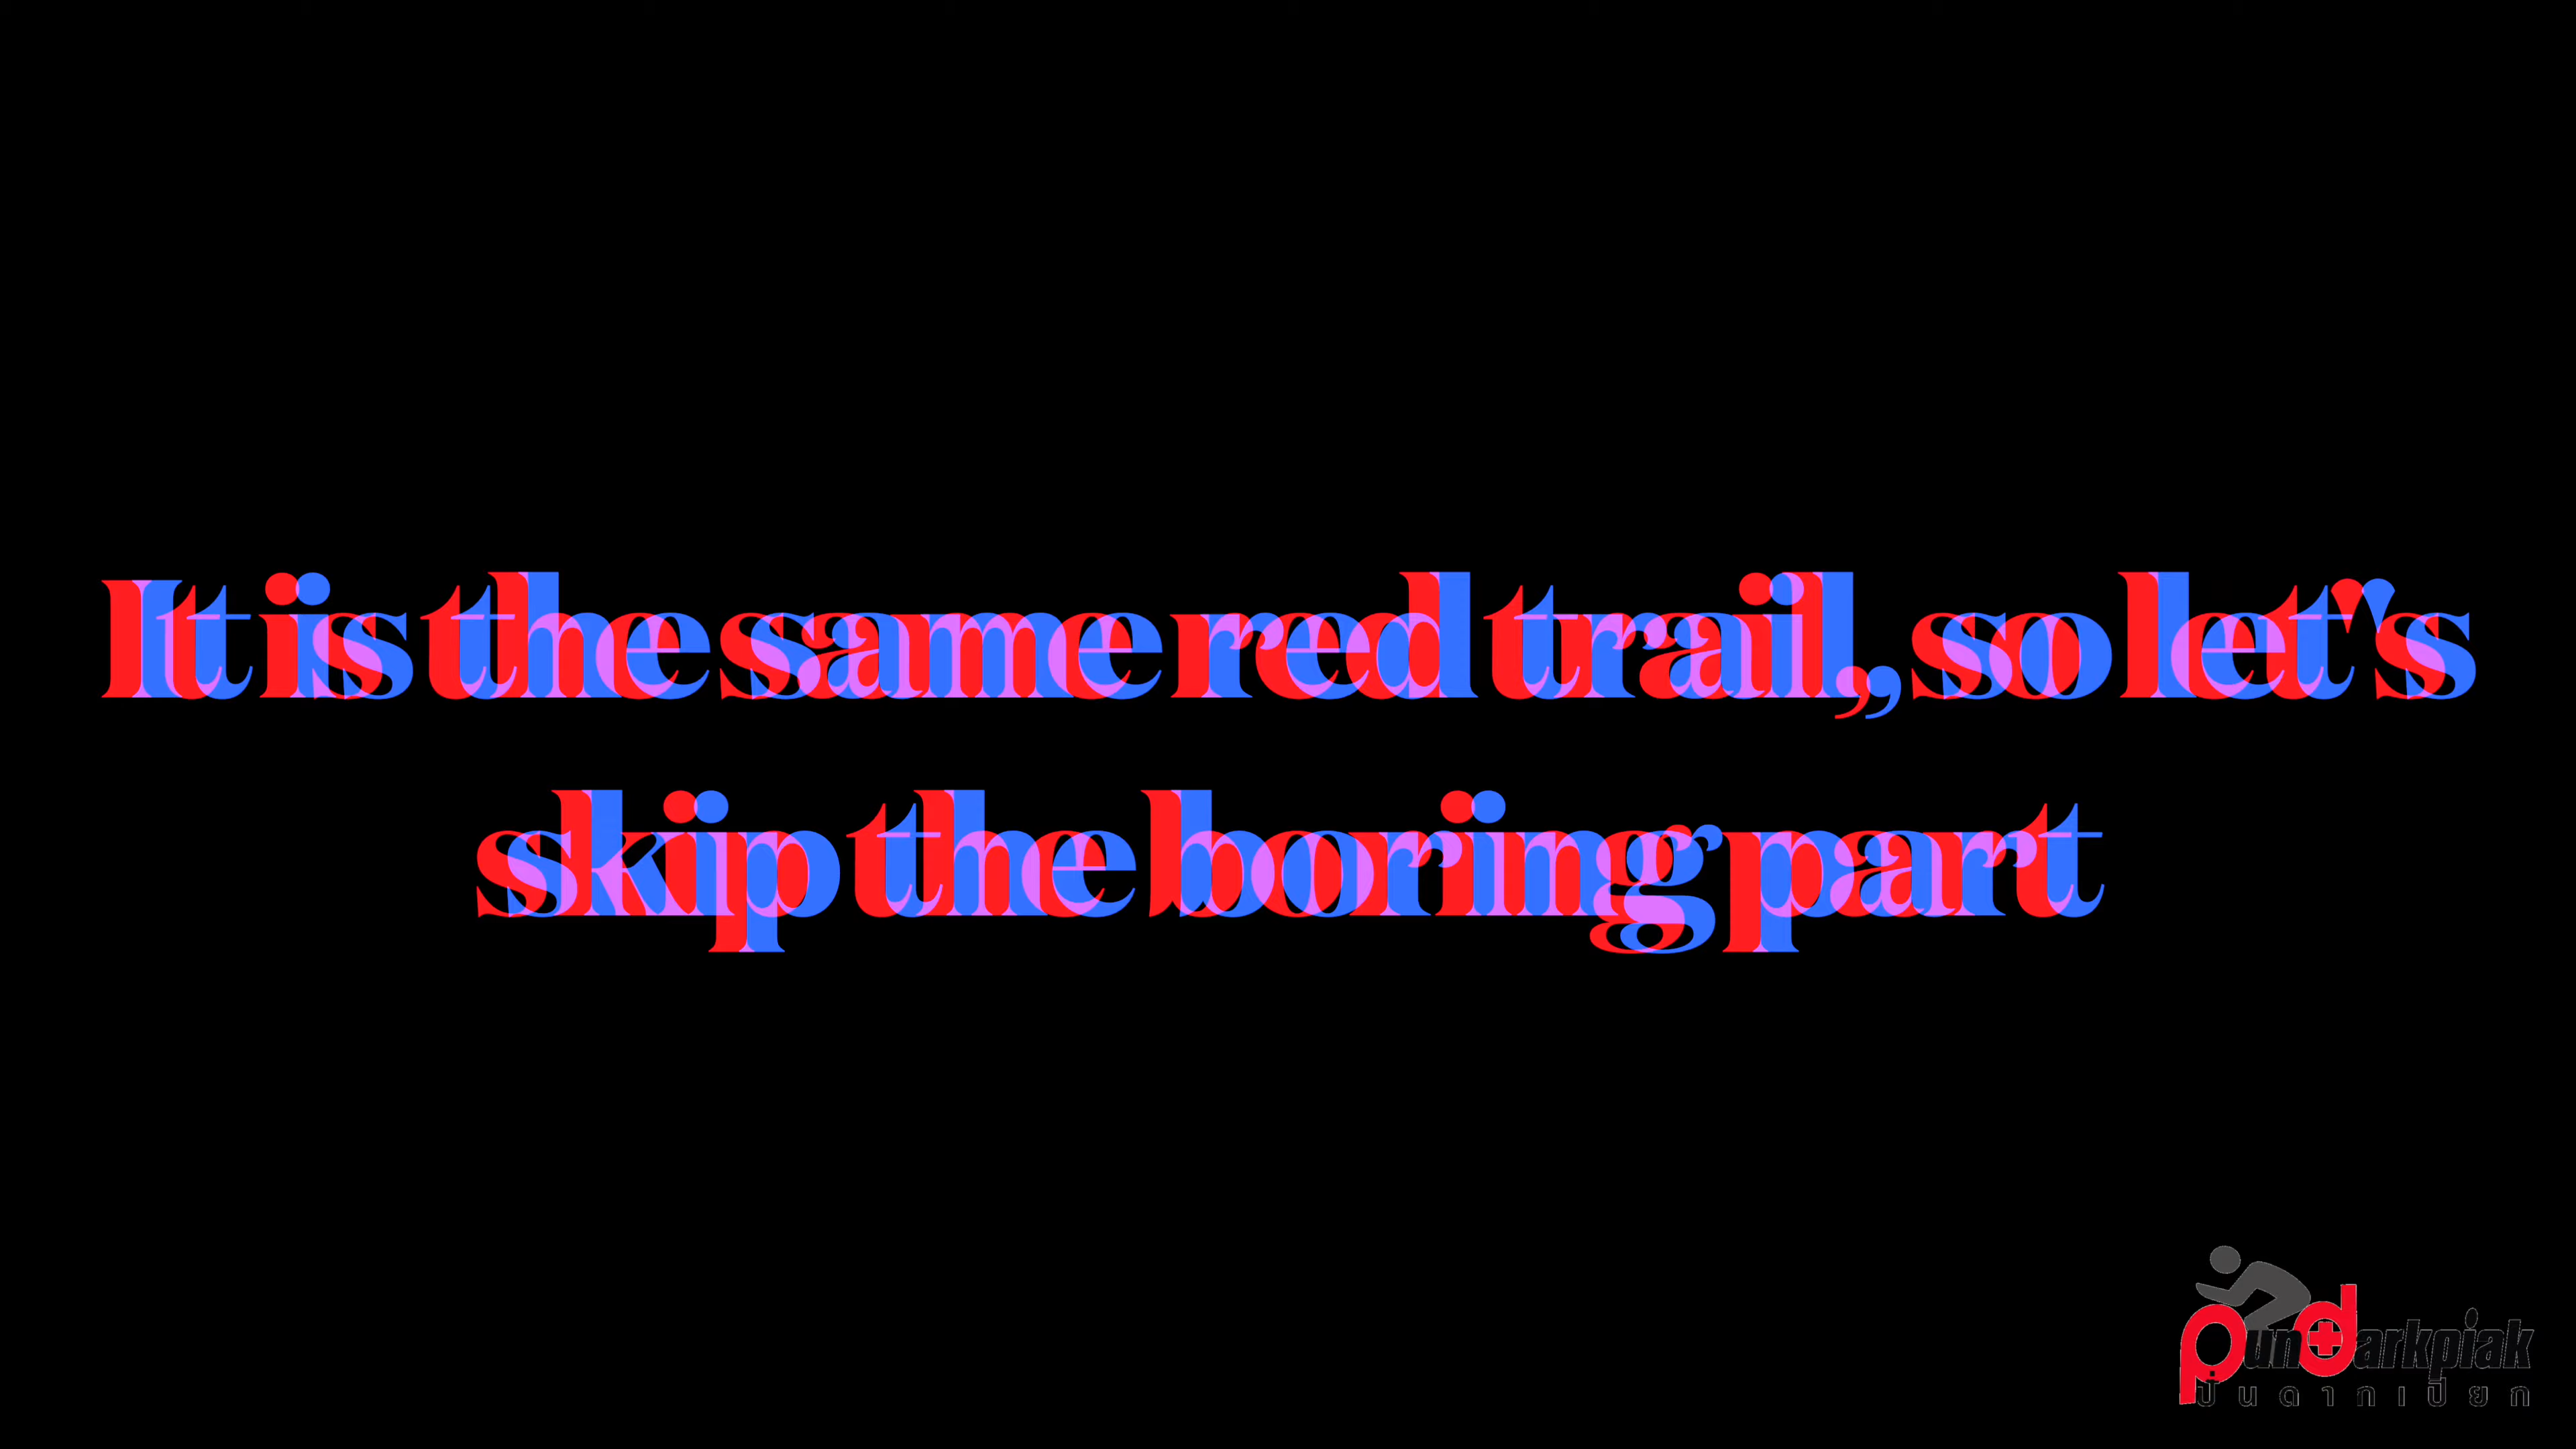 It is the same red trail, so let's
skip the boring part
pundarkpiak
ปั่นดากเปียก